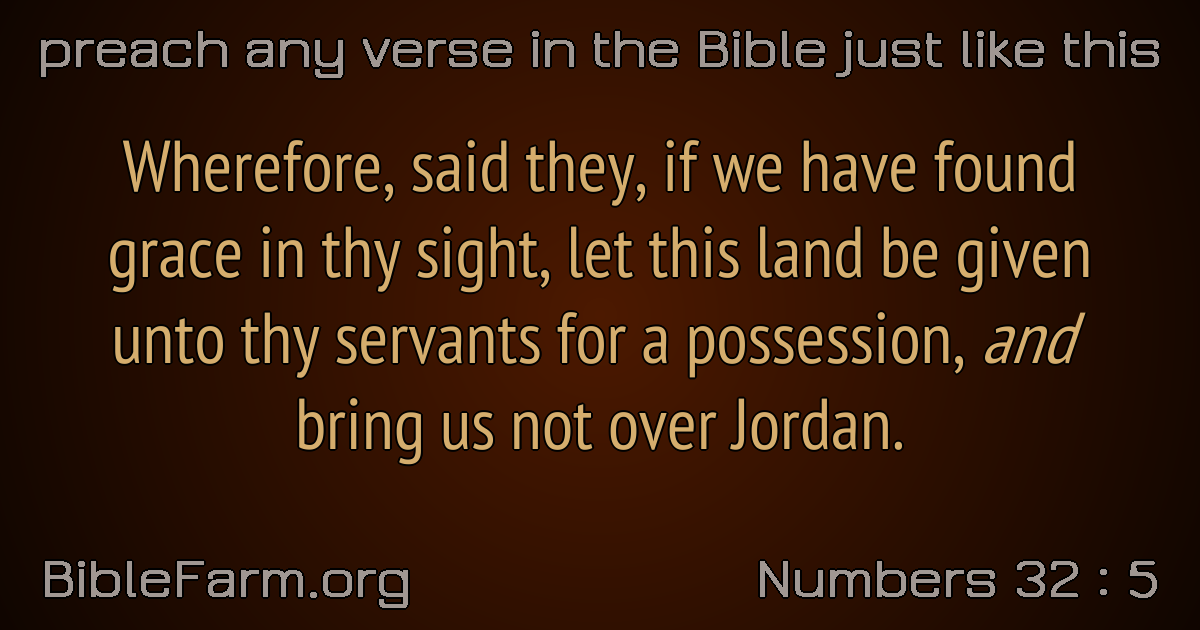 preach any verse in the Bible just like this
Wherefore, said they, if we have found
grace in thy sight, let this land be given
unto thy servants for a possession, and
bring us not over Jordan.
BibleFarm.org
Numbers 32 : 5